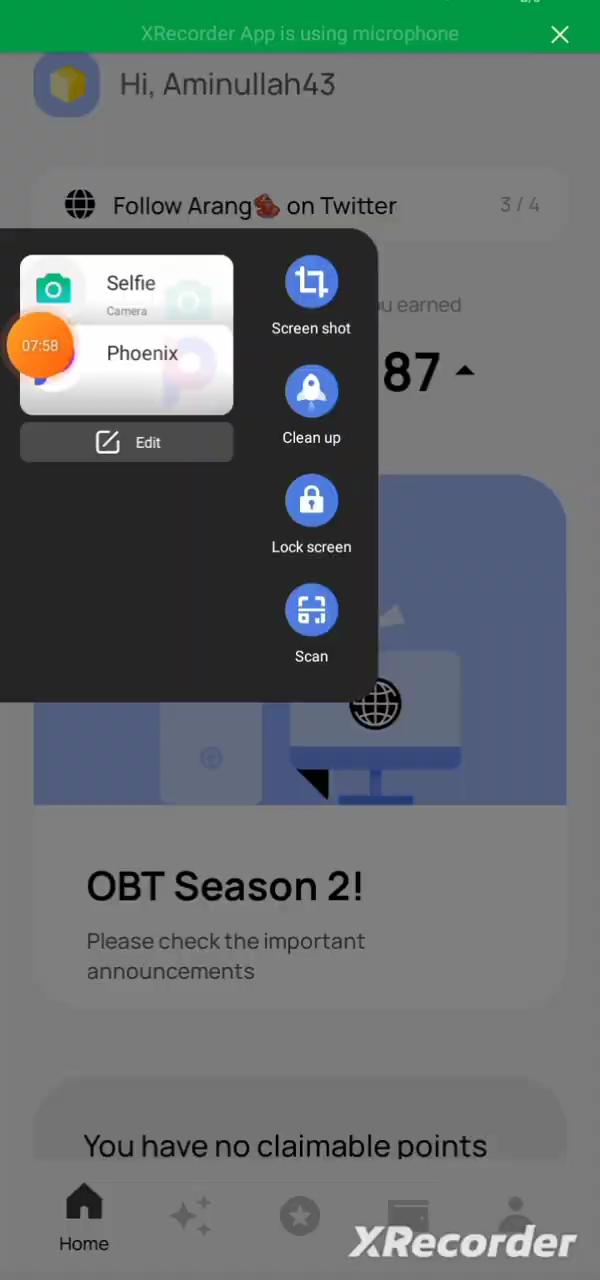 XRecorder App is using microphone
Hi, Aminullah43
Follow Arang🦀 on Twitter
3 / 4
Selfie
Camera
Phoenix
07:58
Edit
Screen shot
Clean up
Lock screen
Scan
earned
87
OBT Season 2!
Please check the important
announcements
You have no claimable points
Home
XRecorder